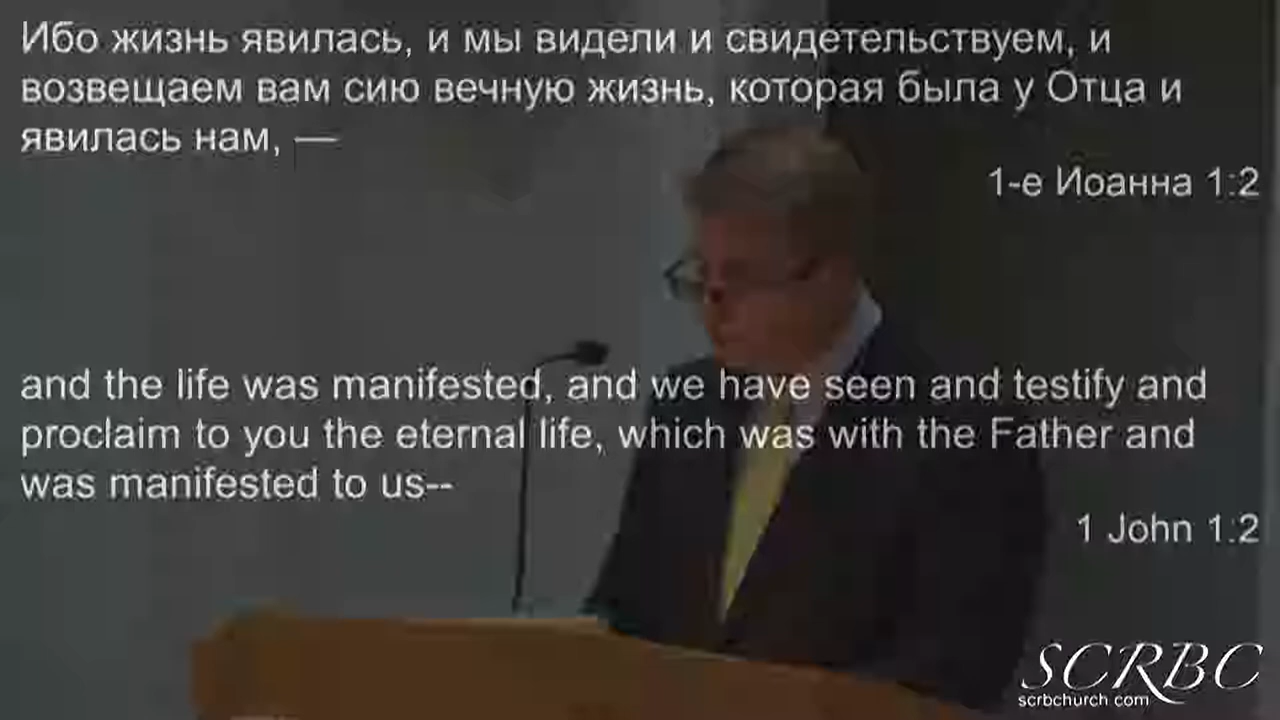 Ибо жизнь явилась, и мы видели и свидетельствуем, и
возвещаем вам сию вечную жизнь, которая была у Отца и
явилась нам, —
1-е Иоанна 1:2
and the life was manifested, and we have seen and testify and
proclaim to you the eternal life, which was with the Father and
was manifested to us--
1 John 1:2
SCRBC
scrbchurch.com